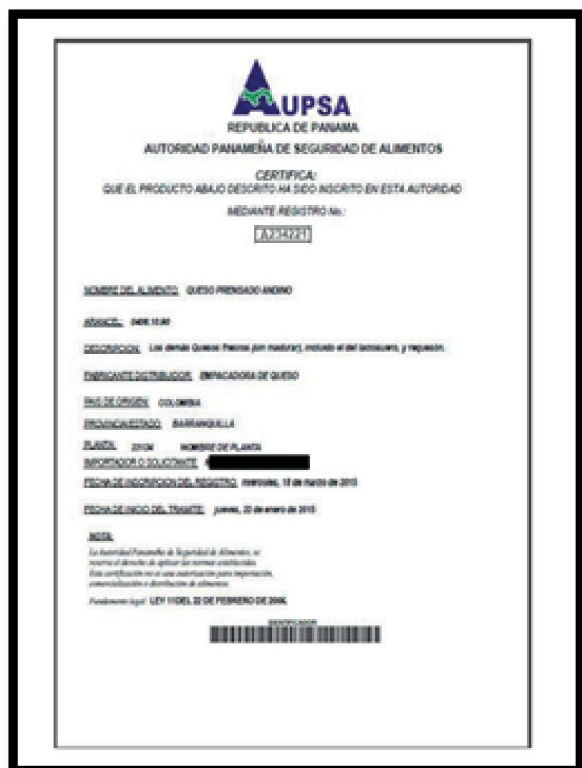 AUPSA
REPUBLICA DE PANAMA
AUTORIDAD PANAMEÑA DE SEGURIDAD DE ALIMENTOS
CERTIFICA:
QUE EL PRODUCTO ABAJO DESCRITO HA SIDO INSCRITO EN ESTA AUTORIDAD
MEDIANTE REGISTRO No.:
A234221
NOMBRE DEL ALIMENTO: QUESO PRENSADO ANDINO
ARANCEL: 0406.10.90
DESCRIPCION: Los demás Quesos frescos (sin madurar), incluido el del lactosuero, y requesón.
FABRICANTE DISTRIBUIDOR: EMPACADORA DE QUESO
PAIS DE ORIGEN: COLOMBIA
PROVINCIA/ESTADO: BARRANQUILLA
PLANTA: NOMBRE DE PLANTA
IMPORTADOR O SOLICITANTE:
FECHA DE INSCRIPCION DEL REGISTRO: miercoles, 18 de marzo de 2015
FECHA DE INICIO DEL TRAMITE: jueves, 22 de enero de 2015
NOTA:
La Autoridad Panameña de Seguridad de Alimentos, se
reserva el derecho de aplicar las normas establecidas.
Esta certificación no es una autorización para importación,
comercialización o distribución de alimentos.
Fundamento legal: LEY 11 DEL 22 DE FEBRERO DE 2006.
IDENTIFICADOR